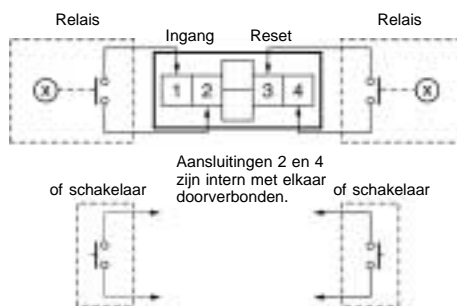 Relais Relais
Ingang Reset
X 1 2 3 4 X
Aansluitingen 2 en 4
zijn intern met elkaar
doorverbonden.
of schakelaar of schakelaar